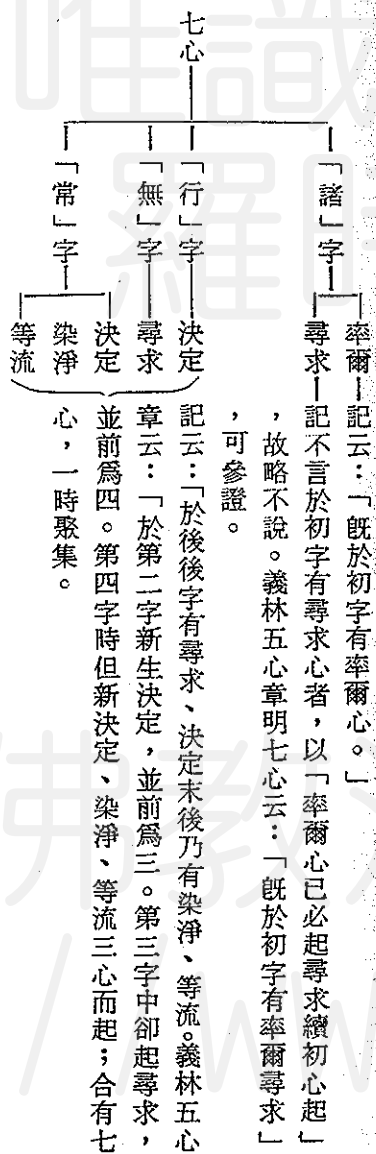 七心
「諸」字
率爾
記云：「旣於初字有率爾心。」
尋求
記不言於初字有尋求心者，以「率爾心已必起尋求續初心起」
，故略不說。義林五心章明七心云：「旣於初字有率爾尋求」
，可參證。
「行」字
決定
「無」字
尋求
「常」字
決定
染淨
等流
記云：「於後後字有尋求、決定末後乃有染淨、等流。義林五心
章云：「於第二字新生決定，並前爲三。第三字中卻起尋求，
並前爲四。第四字時但新決定、染淨、等流三心而起；合有七
心，一時聚集。